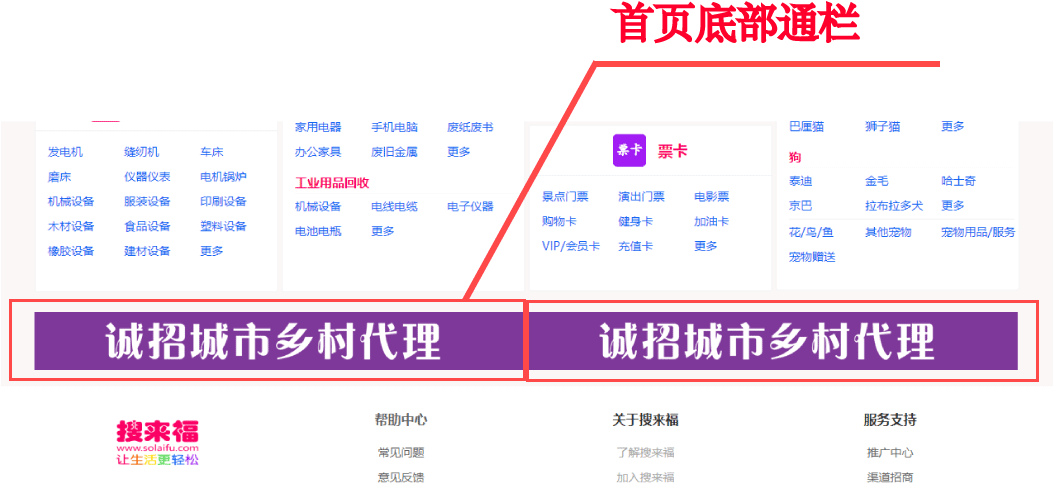 首页底部通栏
发电机 缝纫机 车床
磨床 仪器仪表 电机锅炉
机械设备 服装设备 印刷设备
木材设备 食品设备 塑料设备
橡胶设备 建材设备 更多
家用电器 手机电脑 废纸废书
办公家具 废旧金属 更多
工业用品回收
机械设备 电线电缆 电子仪器
电池电瓶 更多
票卡 票卡
景点门票 演出门票 电影票
购物卡 健身卡 加油卡
VIP/会员卡 充值卡 更多
巴厘猫 狮子猫 更多
狗
泰迪 金毛 哈士奇
京巴 拉布拉多犬 更多
花/鸟/鱼 其他宠物 宠物用品/服务
宠物赠送
诚招城市乡村代理 诚招城市乡村代理
搜来福
www.solaifu.com
让生活更轻松
帮助中心
常见问题
意见反馈
关于搜来福
了解搜来福
加入搜来福
服务支持
推广中心
渠道招商